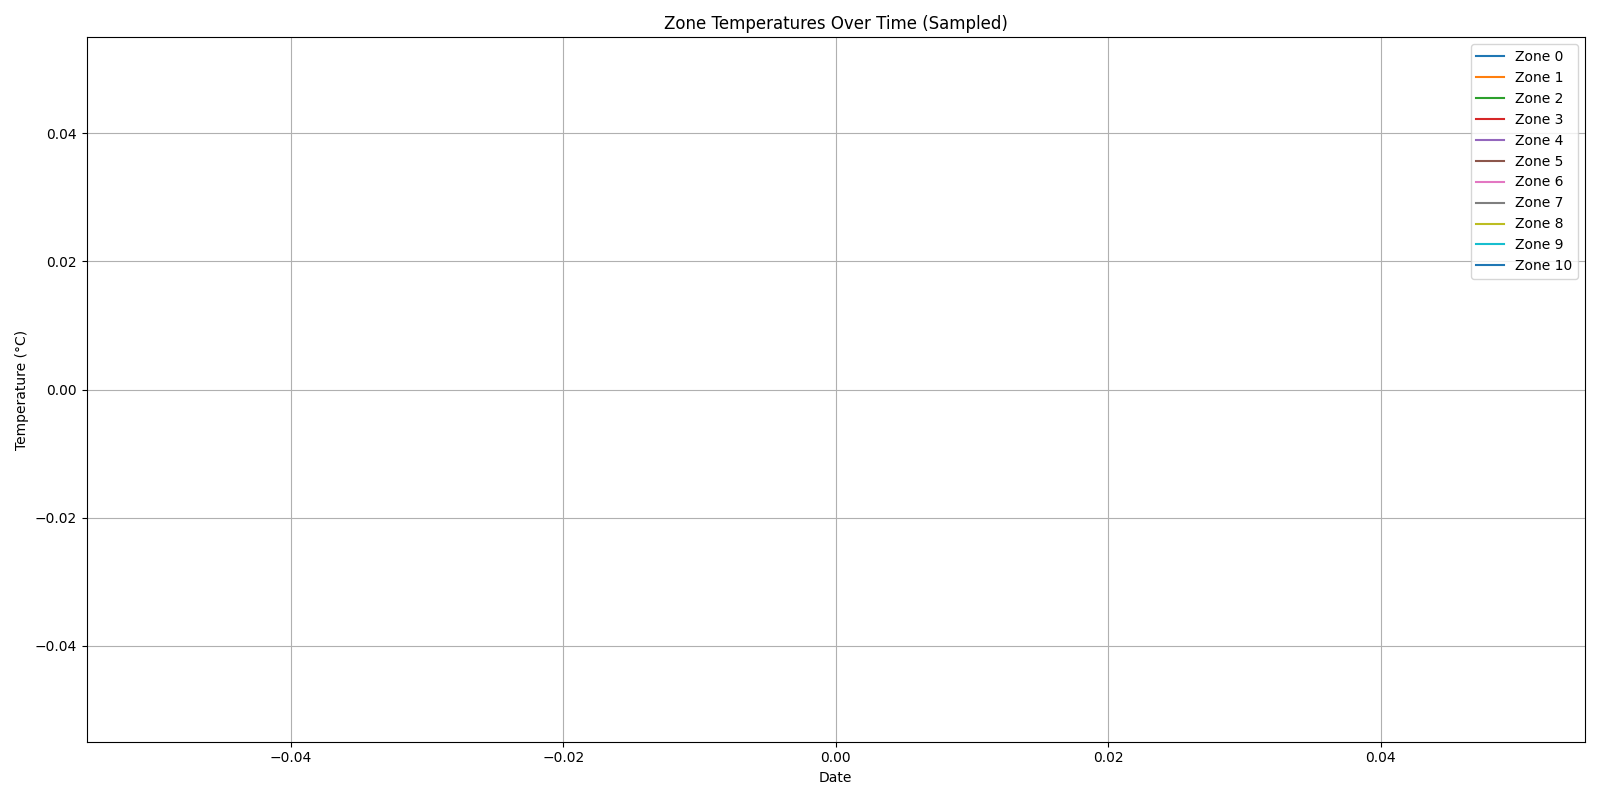 Zone Temperatures Over Time (Sampled)
Zone 0
Zone 1
Zone 2
Zone 3
Zone 4
Zone 5
Zone 6
Zone 7
Zone 8
Zone 9
Zone 10
Temperature (°C)
0.04
0.02
0.00
−0.02
−0.04
−0.04
−0.02
0.00
0.02
0.04
Date